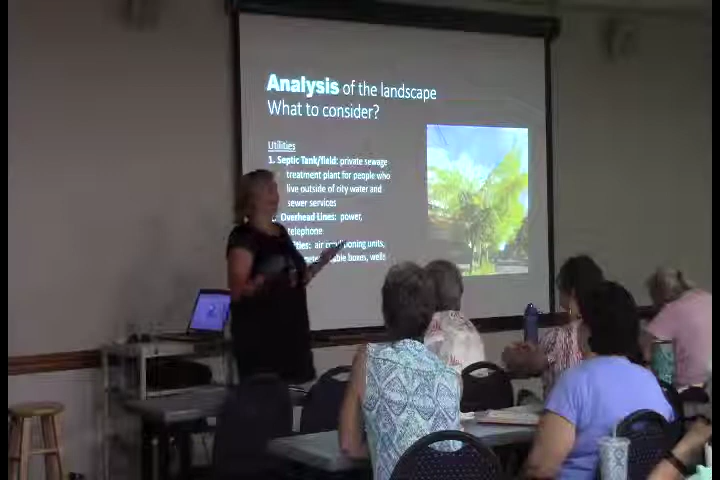 Analysis of the landscape
What to consider?
Utilities
1. Septic Tank/field: private sewage
treatment plant for people who
live outside of city water and
sewer services
Overhead Lines: power,
telephone
air conditioning units,
boxes, wells